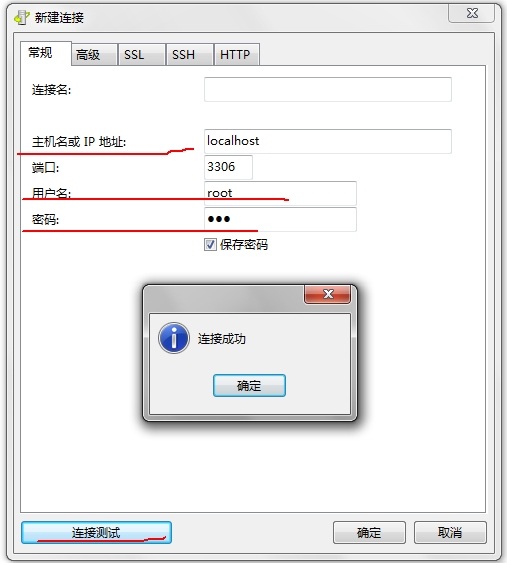 新建连接
常规 高级 SSL SSH HTTP
连接名:
主机名或 IP 地址: localhost
端口: 3306
用户名: root
密码: ●●●
保存密码
连接成功
确定
连接测试 确定 取消